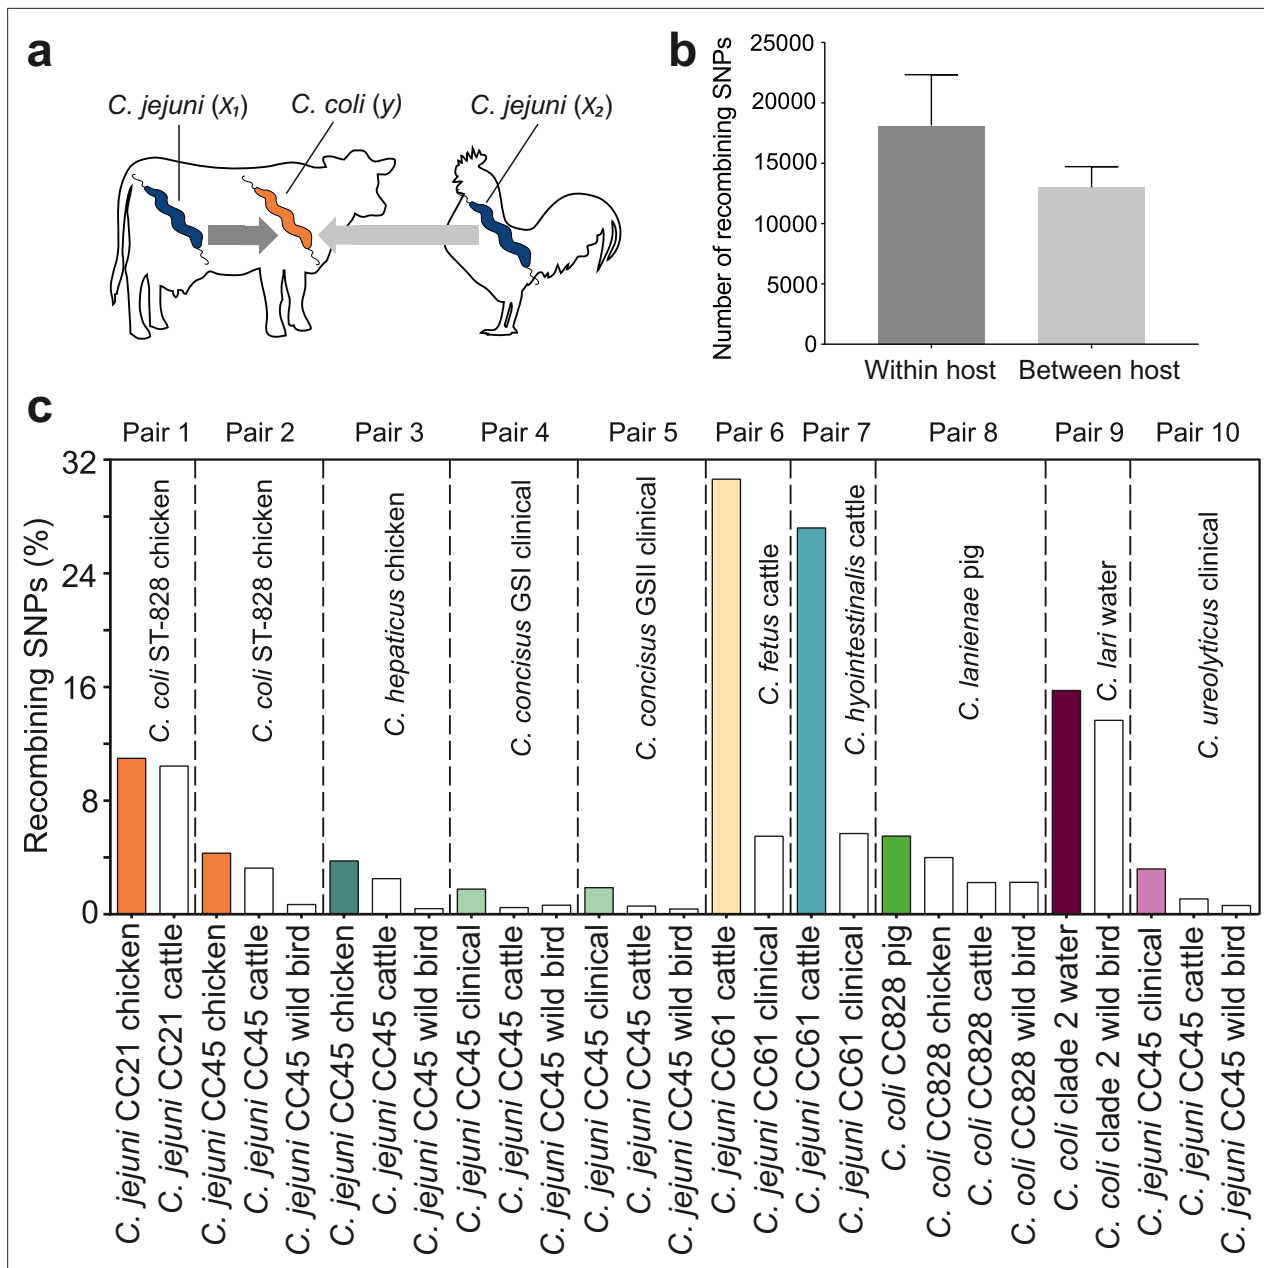 a
C. jejuni (X₁)
C. coli (y)
C. jejuni (X₂)
b
Number of recombining SNPs
25000
20000
15000
10000
5000
0
Within host
Between host
c
Pair 1
Pair 2
Pair 3
Pair 4
Pair 5
Pair 6
Pair 7
Pair 8
Pair 9
Pair 10
Recombining SNPs (%)
32
24
16
8
0
C. coli ST-828 chicken
C. coli ST-828 chicken
C. hepaticus chicken
C. concisus GSI clinical
C. concisus GSII clinical
C. fetus cattle
C. hyointestinalis cattle
C. lanienae pig
C. lari water
C. ureolyticus clinical
C. jejuni CC21 chicken
C. jejuni CC21 cattle
C. jejuni CC45 chicken
C. jejuni CC45 cattle
C. jejuni CC45 wild bird
C. jejuni CC45 chicken
C. jejuni CC45 cattle
C. jejuni CC45 wild bird
C. jejuni CC45 clinical
C. jejuni CC45 cattle
C. jejuni CC45 wild bird
C. jejuni CC45 clinical
C. jejuni CC45 cattle
C. jejuni CC45 wild bird
C. jejuni CC61 cattle
C. jejuni CC61 clinical
C. jejuni CC61 cattle
C. jejuni CC61 clinical
C. coli CC828 pig
C. coli CC828 chicken
C. coli CC828 cattle
C. coli CC828 wild bird
C. coli clade 2 water
C. coli clade 2 wild bird
C. jejuni CC45 clinical
C. jejuni CC45 cattle
C. jejuni CC45 wild bird